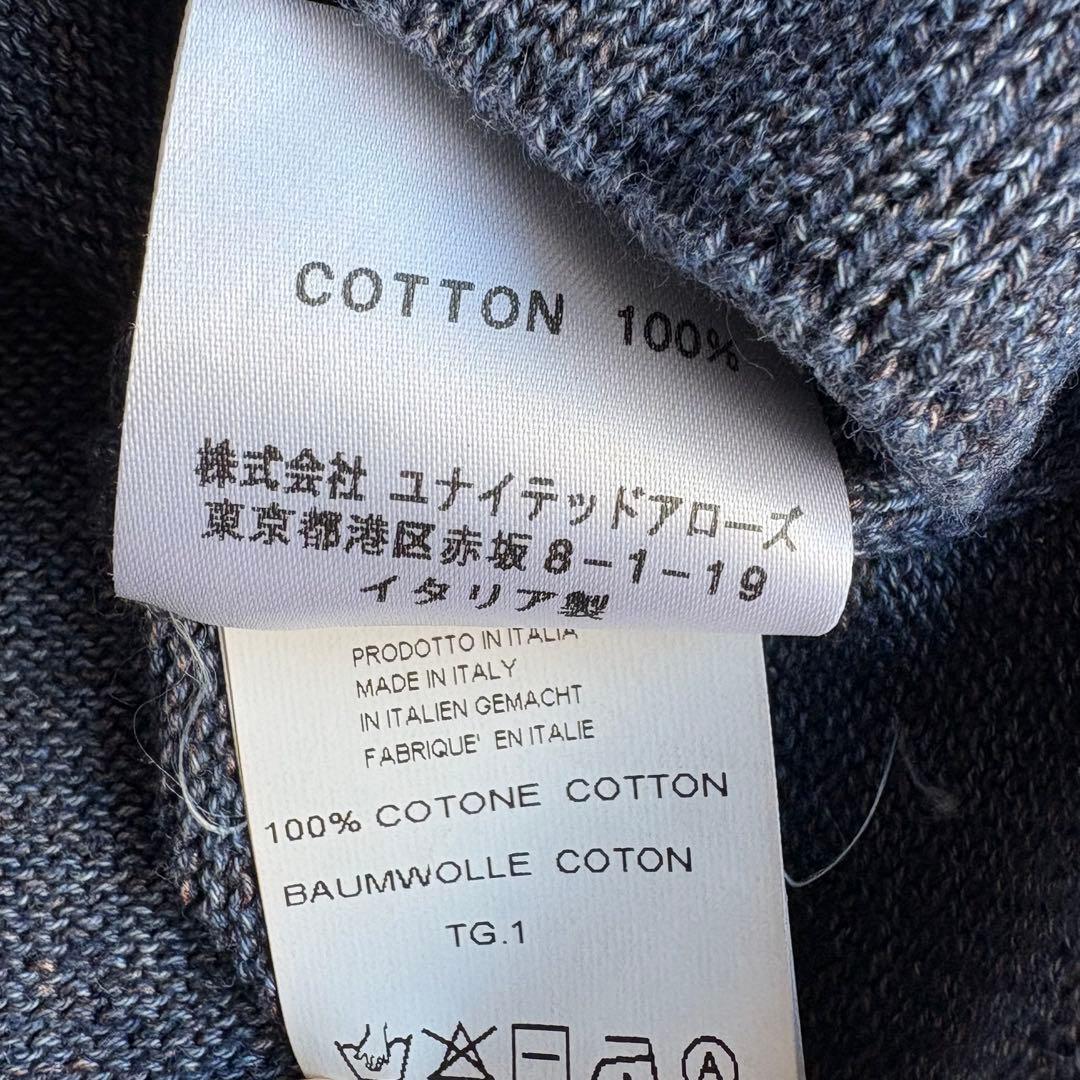 COTTON 100%
株式会社 ユナイテッドアローズ
東京都港区赤坂8-1-19
イタリア製
PRODOTTO IN ITALIA
MADE IN ITALY
IN ITALIEN GEMACHT
FABRIQUE' EN ITALIE
100% COTONE COTTON
BAUMWOLLE COTON
TG.1
A